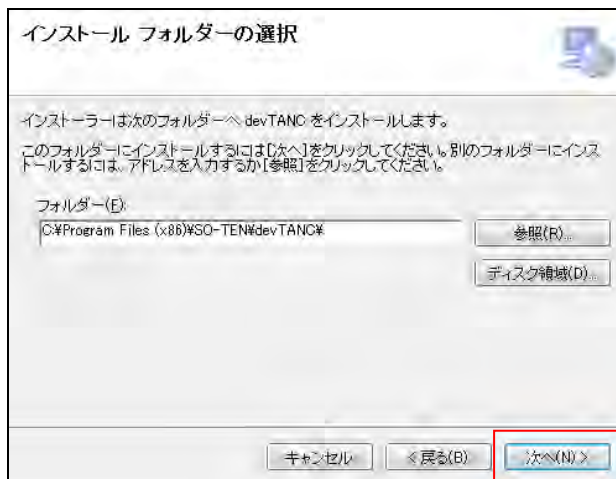 インストール フォルダーの選択
インストーラーは次のフォルダーへ devTANC をインストールします。
このフォルダーにインストールするには[次へ]をクリックしてください。別のフォルダーにインス
トールするには、アドレスを入力するか[参照]をクリックしてください。
フォルダー(F):
C:¥Program Files (x86)¥SO-TEN¥devTANC¥
参照(R)...
ディスク領域(D)...
キャンセル
< 戻る(B)
次へ(N) >